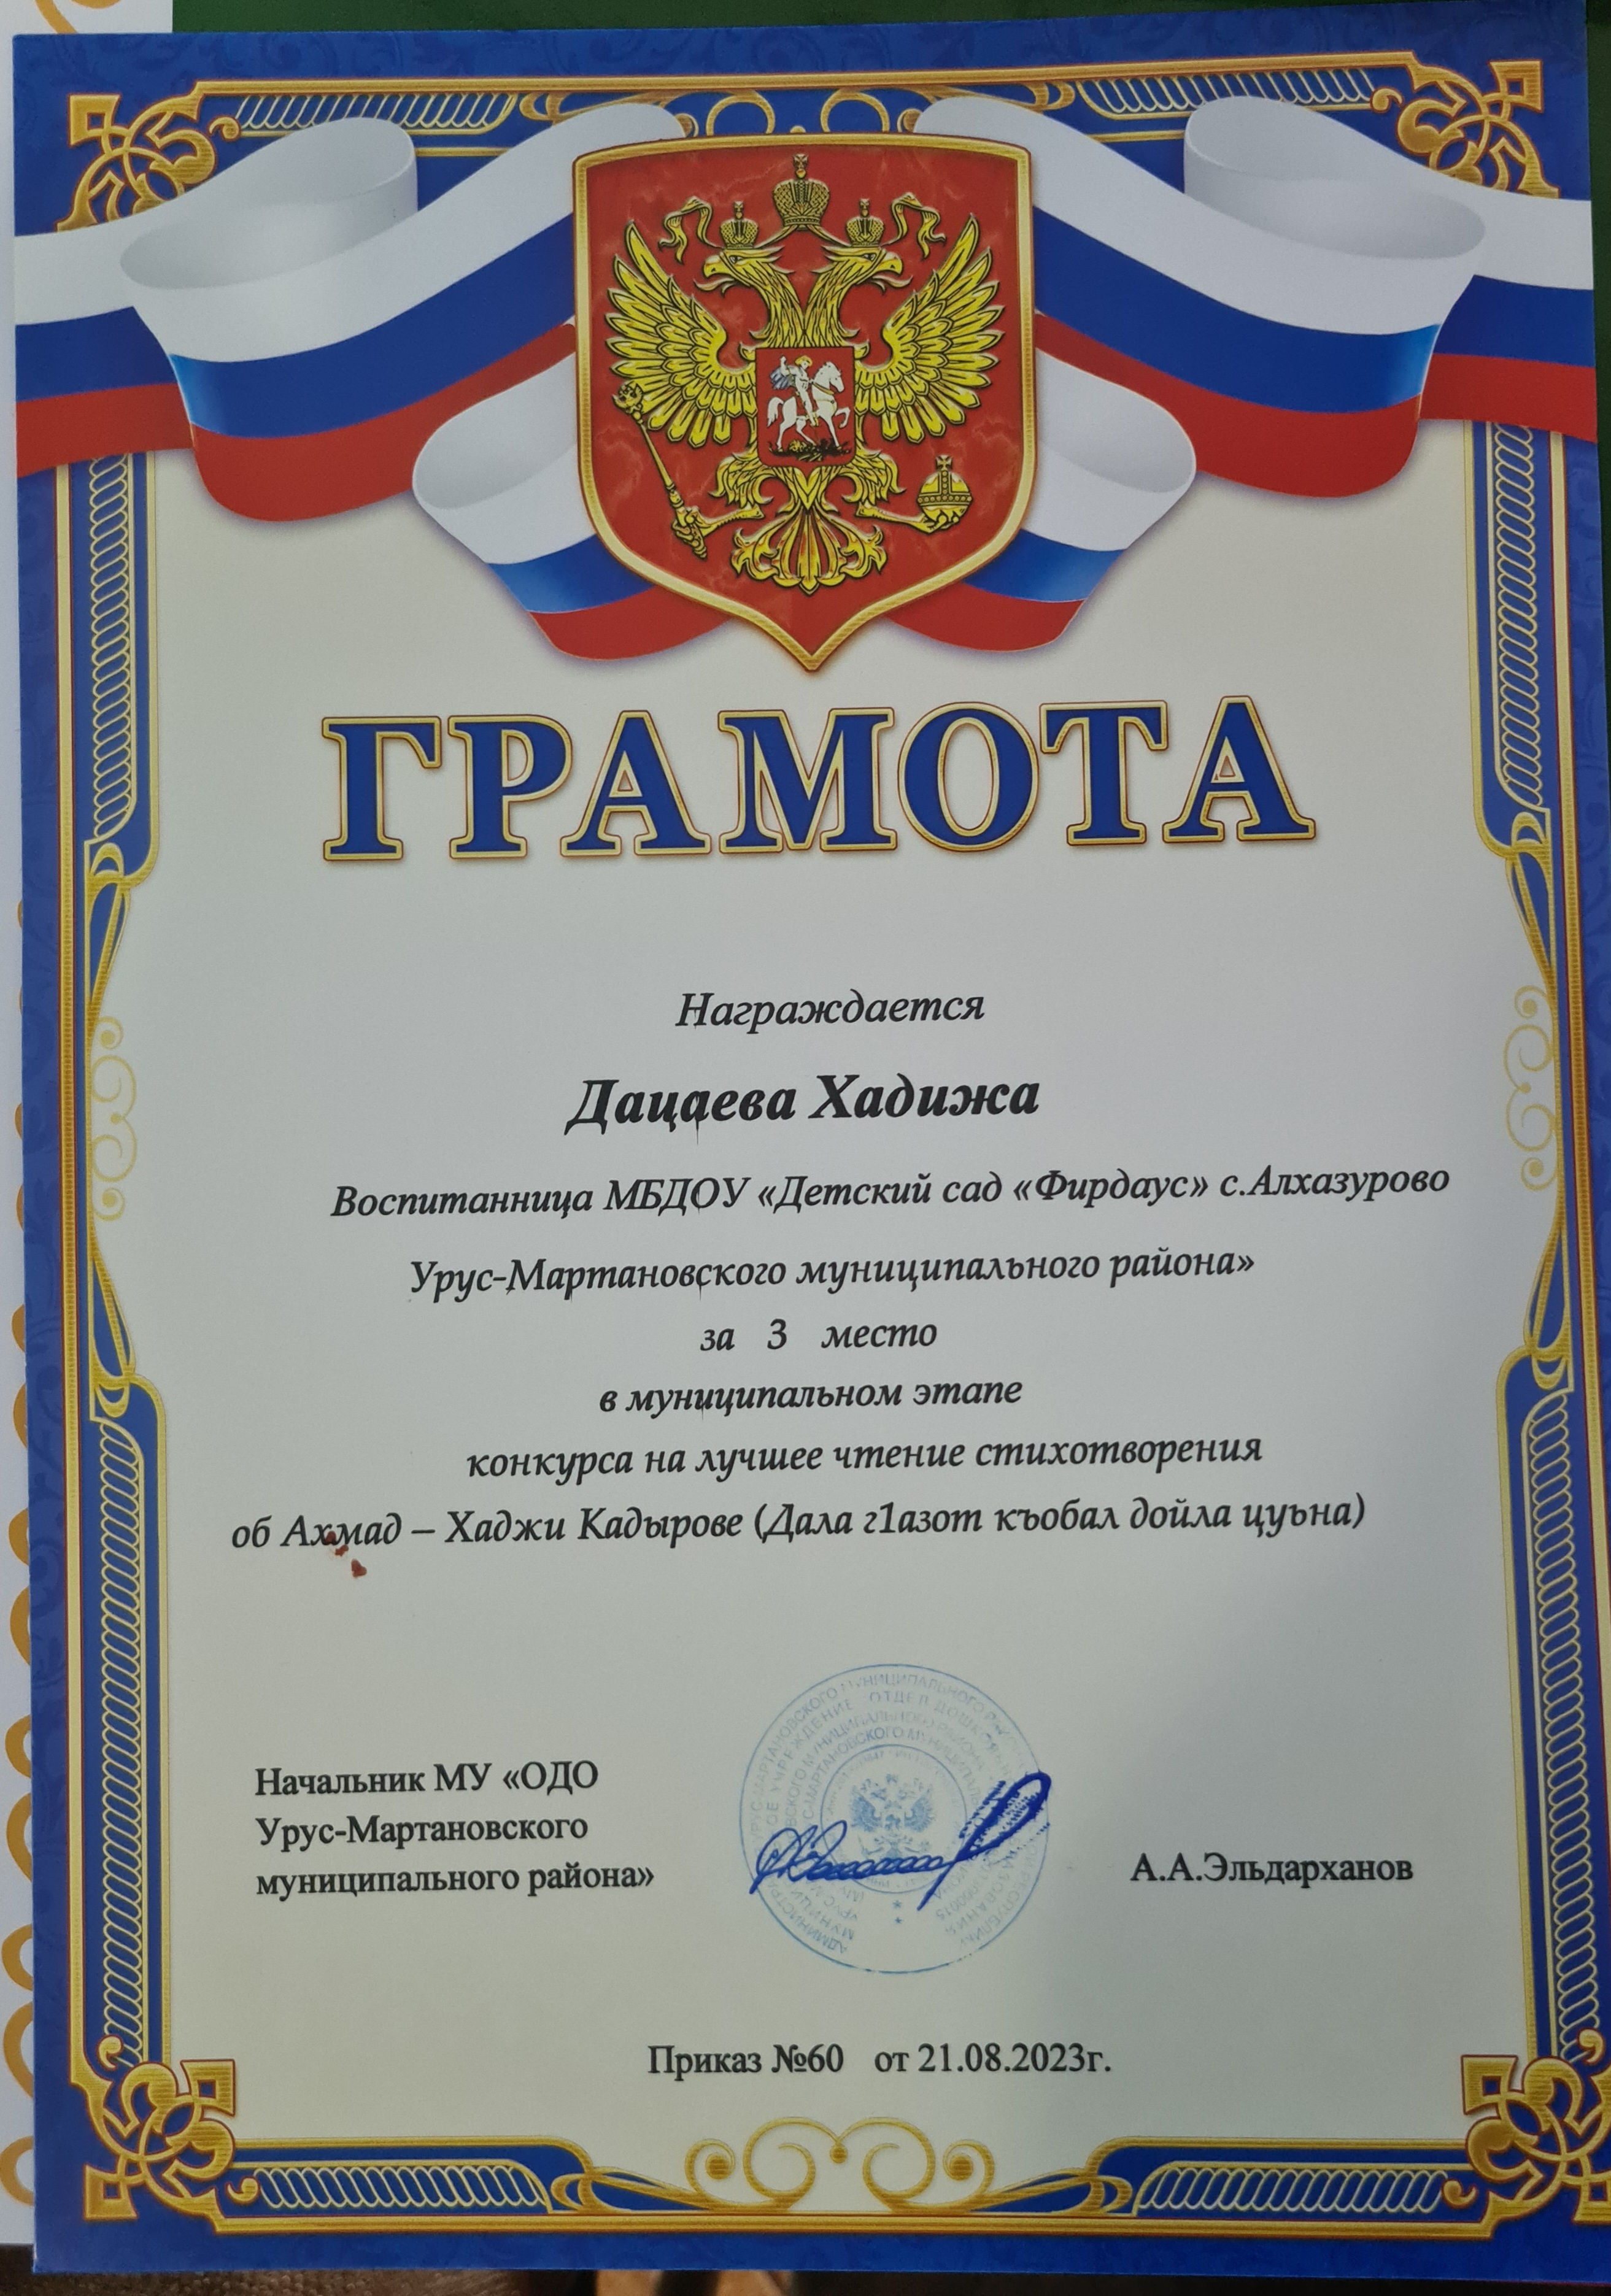 ГРАМОТА
Награждается
Дацаева Хадижа
Воспитанница МБДОУ «Детский сад «Фирдаус» с.Алхазурово
Урус-Мартановского муниципального района»
за 3 место
в муниципальном этапе
конкурса на лучшее чтение стихотворения
об Ахмад – Хаджи Кадырове (Дала г1азот къобал дойла цуьна)
Начальник МУ «ОДО
Урус-Мартановского
муниципального района»
А.А.Эльдарханов
Приказ №60 от 21.08.2023г.